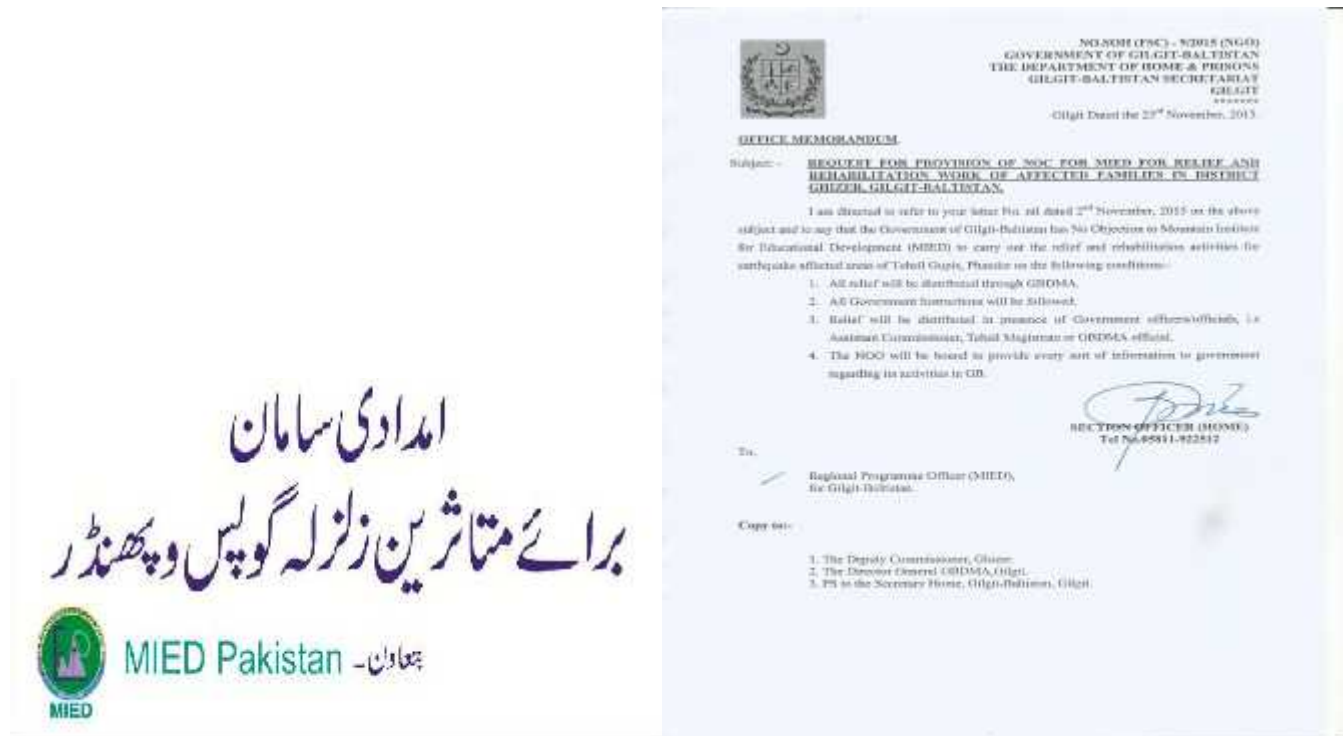 امدادی سامان
برائے متاثرین زلزلہ گوپس و پھنڈر
بتعاون۔ MIED Pakistan
MIED
NO.SOH (FSC) - 9/2015 (NGO)
GOVERNMENT OF GILGIT-BALTISTAN
THE DEPARTMENT OF HOME & PRISONS
GILGIT-BALTISTAN SECRETARIAT
GILGIT
*******
Gilgit Dated the 23rd November, 2015.
OFFICE MEMORANDUM.
Subject: - REQUEST FOR PROVISION OF NOC FOR MIED FOR RELIEF AND
REHABILITATION WORK OF AFFECTED FAMILIES IN DISTRICT
GHIZER, GILGIT-BALTISTAN.
I am directed to refer to your letter No. nil dated 2nd November, 2015 on the above
subject and to say that the Government of Gilgit-Baltistan has No Objection to Mountain Institute
for Educational Development (MIED) to carry out the relief and rehabilitation activities for
earthquake affected areas of Tehsil Gupis, Phander on the following conditions:-
1. All relief will be distributed through GBDMA.
2. All Government Instructions will be followed.
3. Relief will be distributed in presence of Government officers/officials, i.e
Assistant Commissioner, Tehsil Magistrate or GBDMA official.
4. The NGO will be bound to provide every sort of information to government
regarding its activities in GB.
SECTION OFFICER (HOME)
Tel No.05811-922512
To,
Regional Programme Officer (MIED),
for Gilgit-Baltistan.
Copy to:-
1. The Deputy Commissioner, Ghizer.
2. The Director General GBDMA, Gilgit.
3. PS to the Secretary Home, Gilgit-Baltistan, Gilgit.